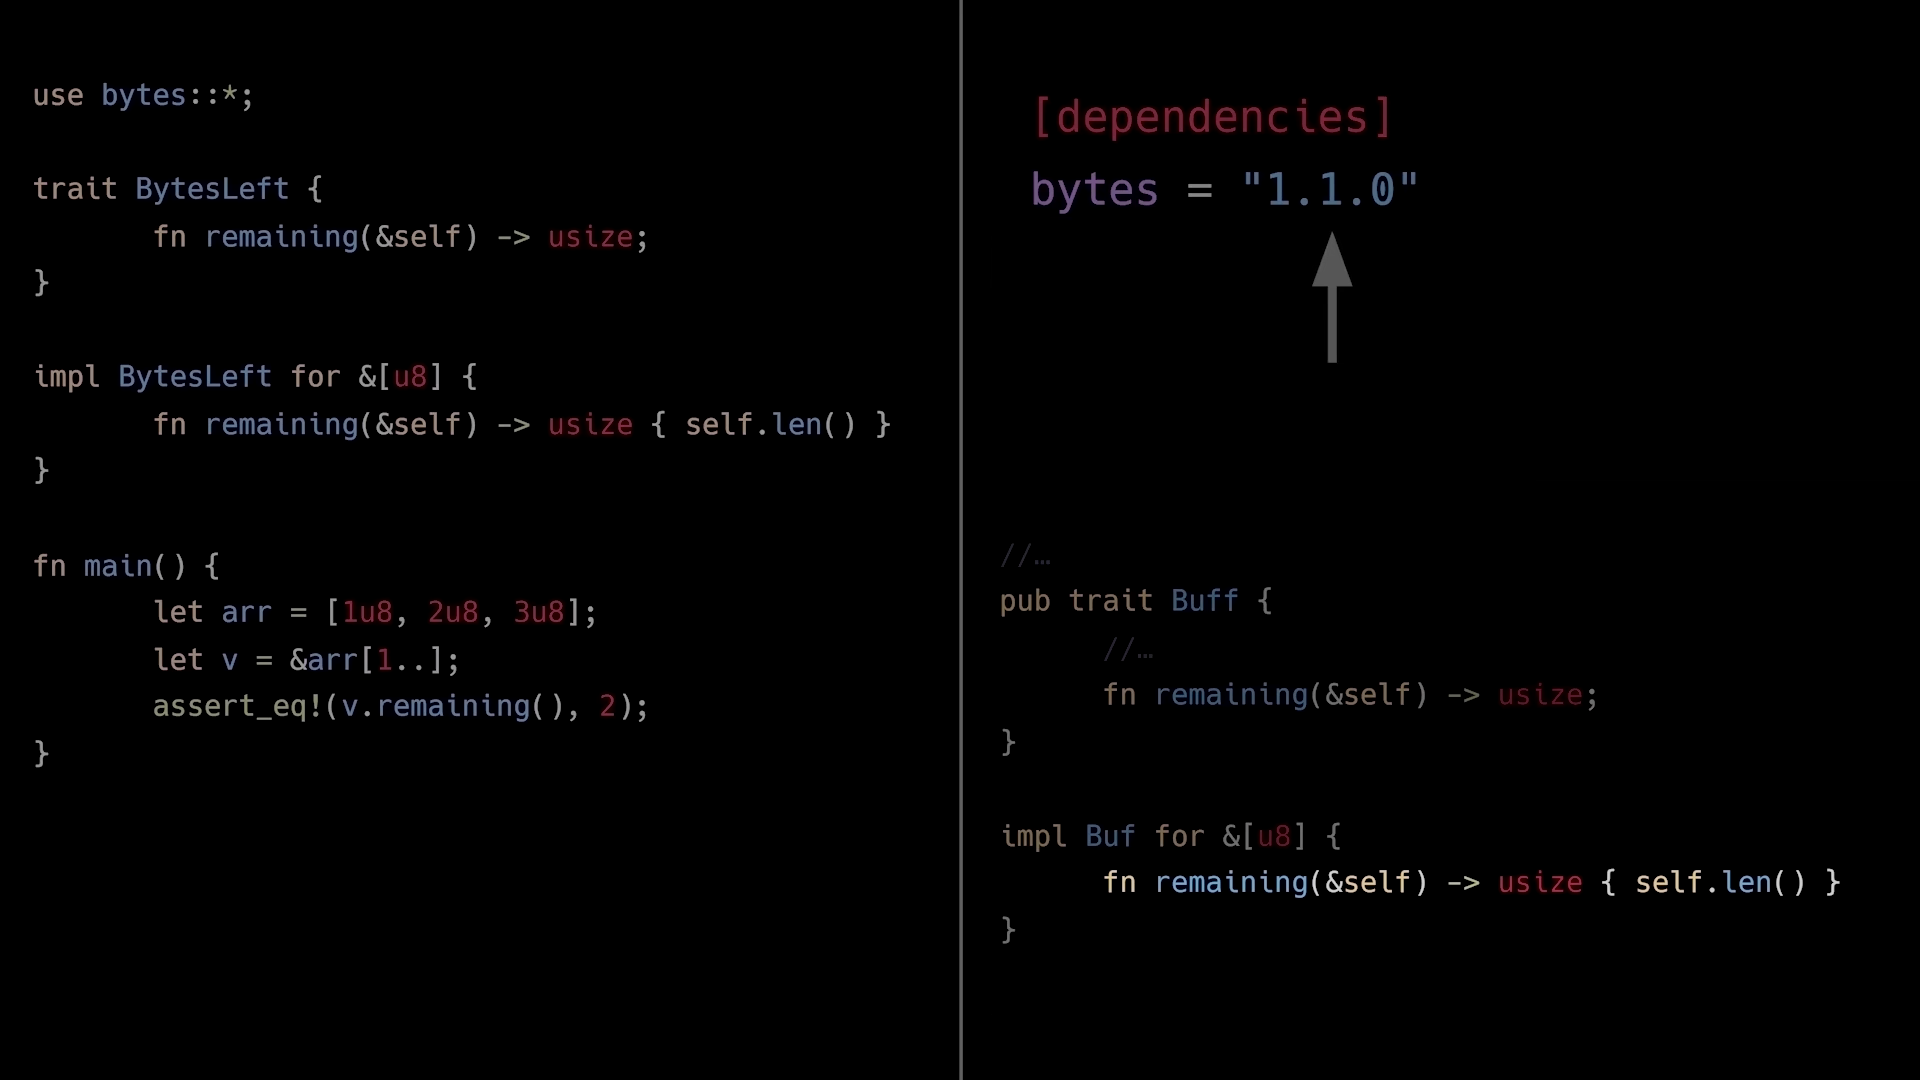 use bytes::*;
trait BytesLeft {
fn remaining(&self) -> usize;
}
impl BytesLeft for &[u8] {
fn remaining(&self) -> usize { self.len() }
}
fn main() {
let arr = [1u8, 2u8, 3u8];
let v = &arr[1..];
assert_eq!(v.remaining(), 2);
}
[dependencies]
bytes = "1.1.0"
//…
pub trait Buff {
//…
fn remaining(&self) -> usize;
}
impl Buf for &[u8] {
fn remaining(&self) -> usize { self.len() }
}